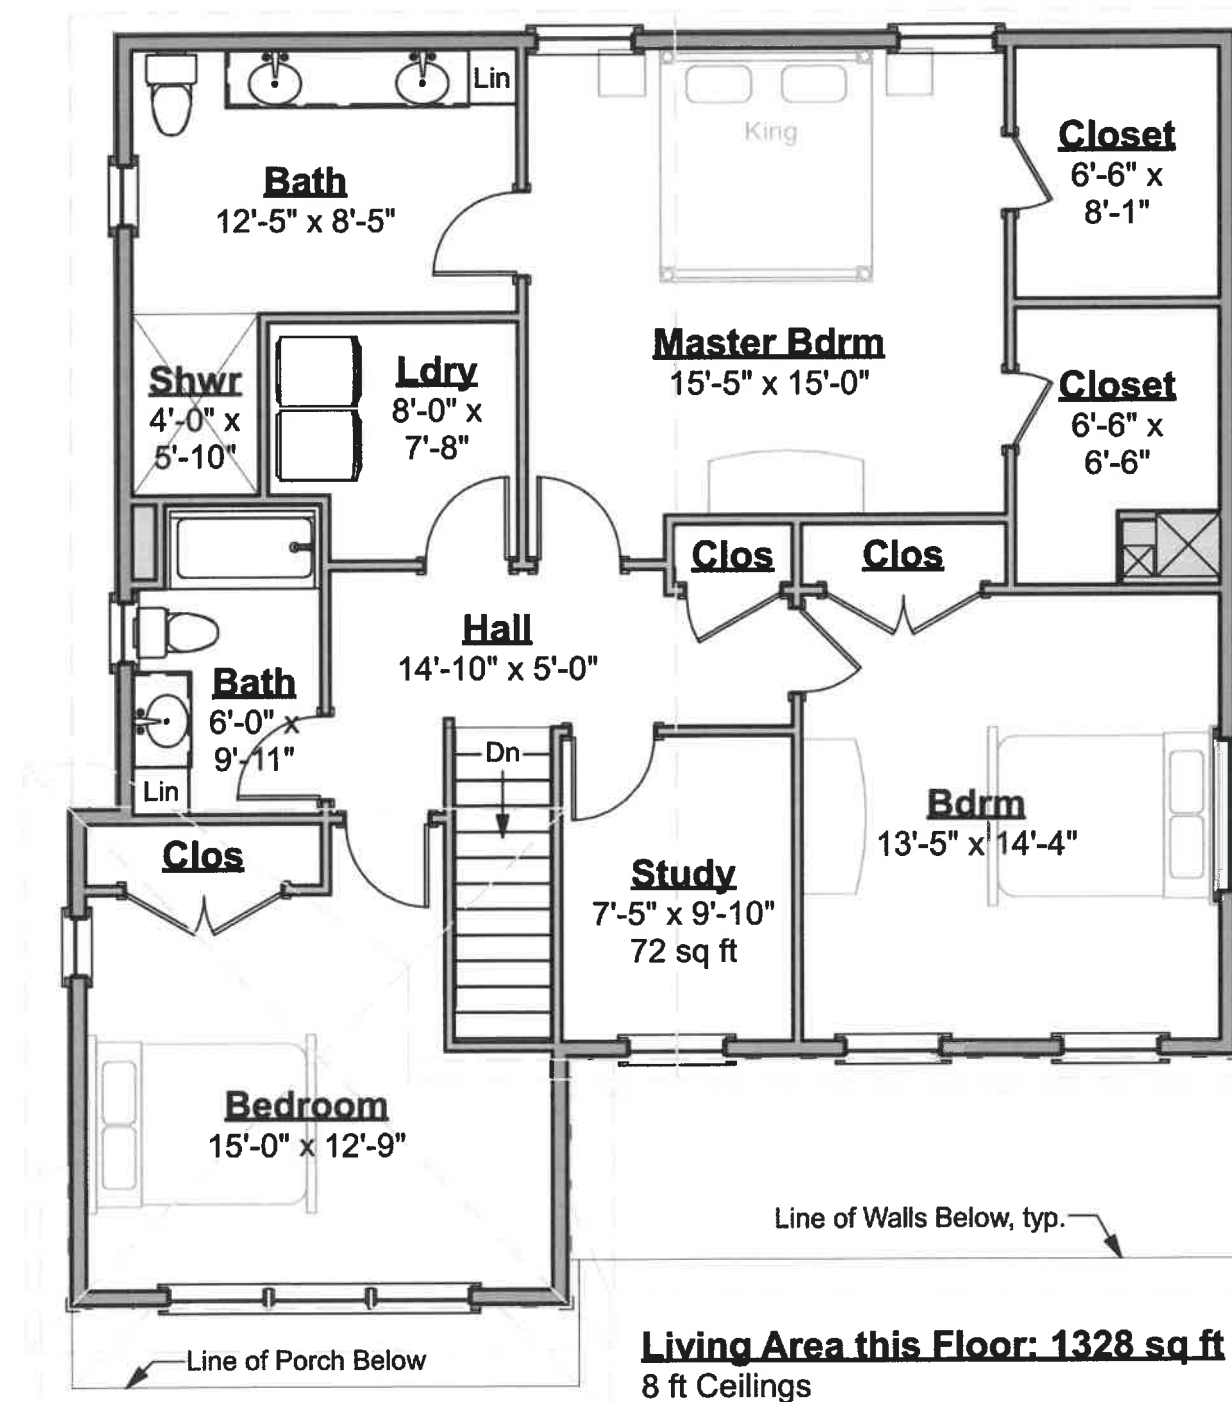 Lin
Bath
12'-5" x 8'-5"
King
Closet
6'-6" x
8'-1"
Master Bdrm
15'-5" x 15'-0"
Shwr
4'-0" x
5'-10"
Ldry
8'-0" x
7'-8"
Closet
6'-6" x
6'-6"
Clos
Clos
Hall
14'-10" x 5'-0"
Bath
6'-0" x
9'-11"
Lin
Dn
Bdrm
13'-5" x 14'-4"
Clos
Study
7'-5" x 9'-10"
72 sq ft
Bedroom
15'-0" x 12'-9"
Line of Walls Below, typ.
Line of Porch Below
Living Area this Floor: 1328 sq ft
8 ft Ceilings